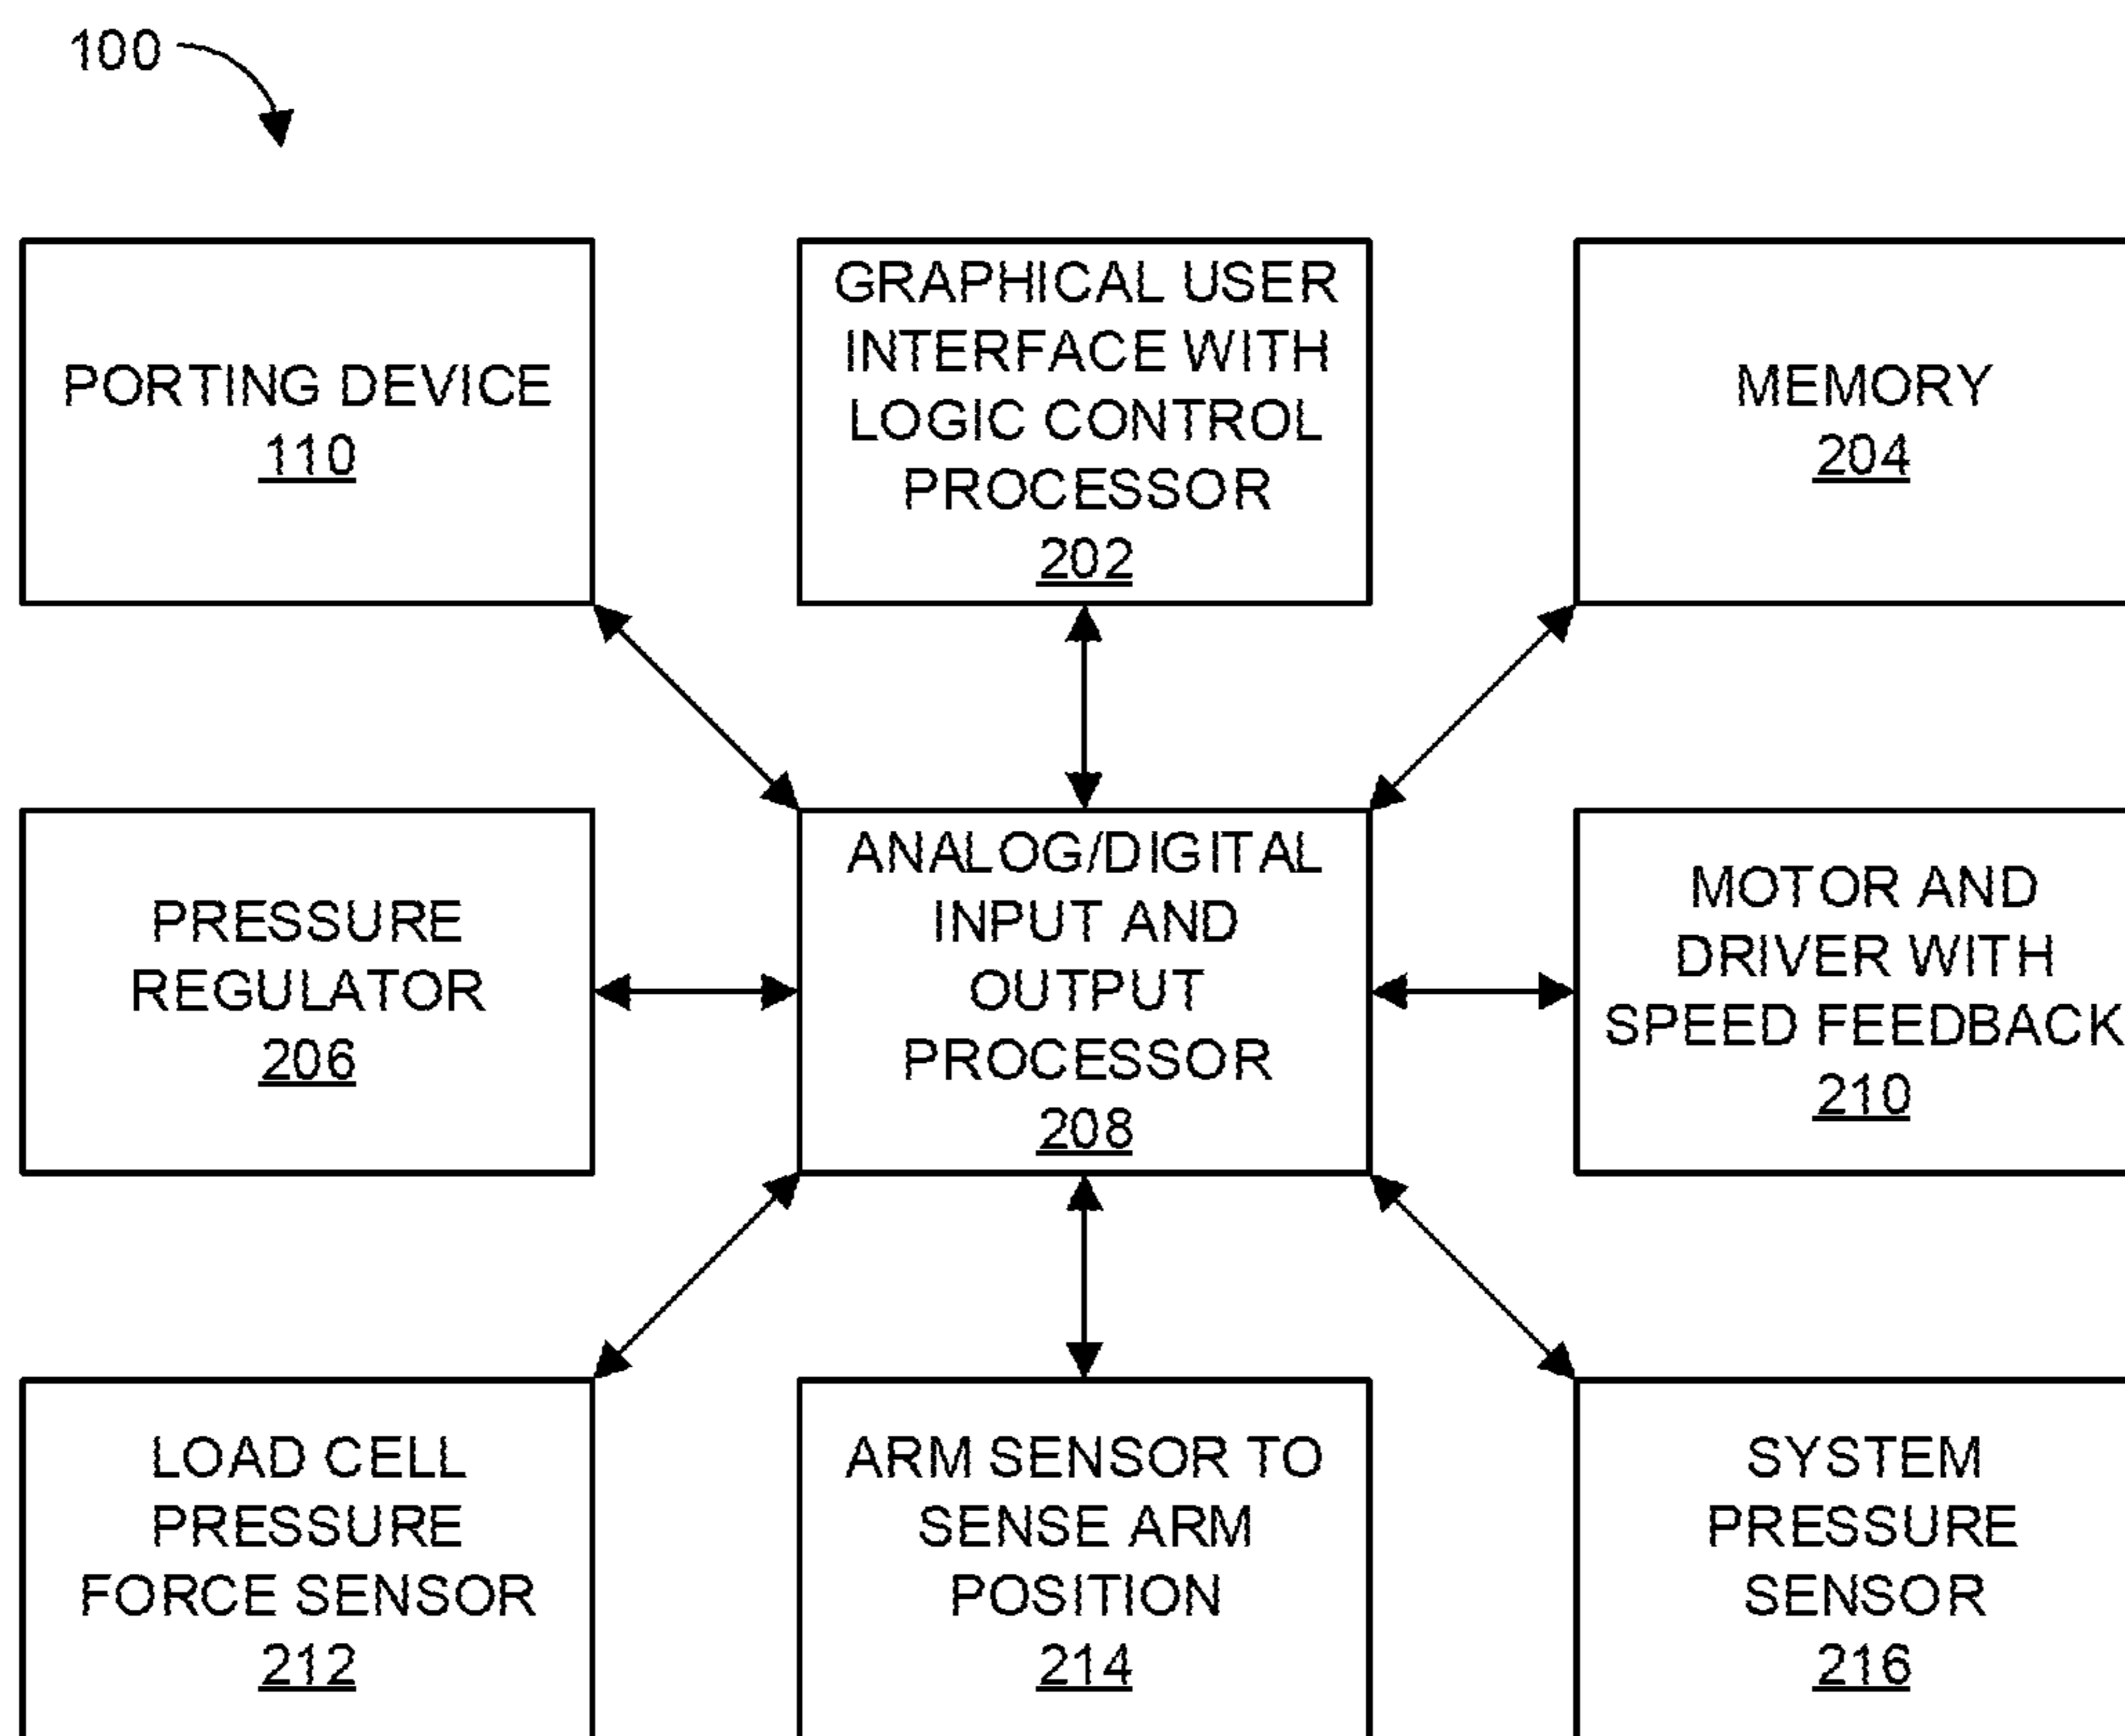 100
PORTING DEVICE
110
GRAPHICAL USER
INTERFACE WITH
LOGIC CONTROL
PROCESSOR
202
MEMORY
204
PRESSURE
REGULATOR
206
ANALOG/DIGITAL
INPUT AND
OUTPUT
PROCESSOR
208
MOTOR AND
DRIVER WITH
SPEED FEEDBACK
210
LOAD CELL
PRESSURE
FORCE SENSOR
212
ARM SENSOR TO
SENSE ARM
POSITION
214
SYSTEM
PRESSURE
SENSOR
216